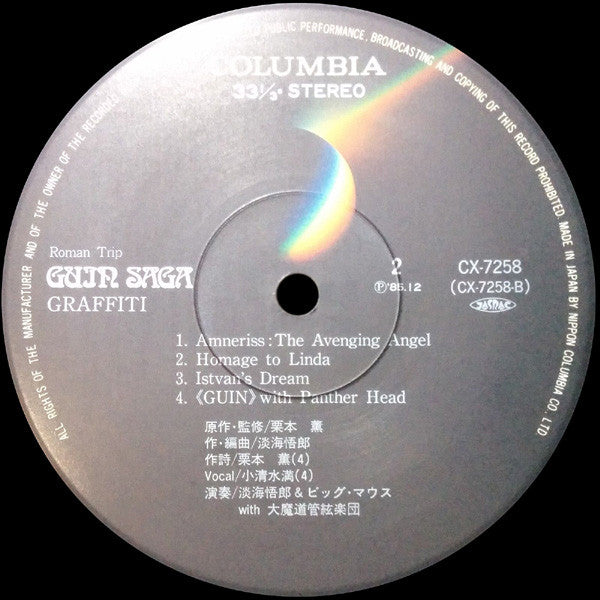 COLUMBIA
33⅓· STEREO
ALL RIGHTS OF THE MANUFACTURER AND OF THE OWNER OF THE RECORDED
PUBLIC PERFORMANCE, BROADCASTING AND COPYING OF THIS RECORD PROHIBITED. MADE IN JAPAN BY NIPPON COLUMBIA CO., LTD
Roman Trip
GUIN SAGA
GRAFFITI
2
Ⓟ'85.12
CX-7258
(CX-7258-B)
JASRAC
1. Amneriss : The Avenging Angel
2. Homage to Linda
3. Istvan's Dream
4. 《GUIN》 with Panther Head
原作・監修/栗本 薫
作・編曲/淡海悟郎
作詩/栗本 薫(4)
Vocal/小清水満(4)
演奏/淡海悟郎 & ビッグ・マウス
with 大魔道管絃楽団